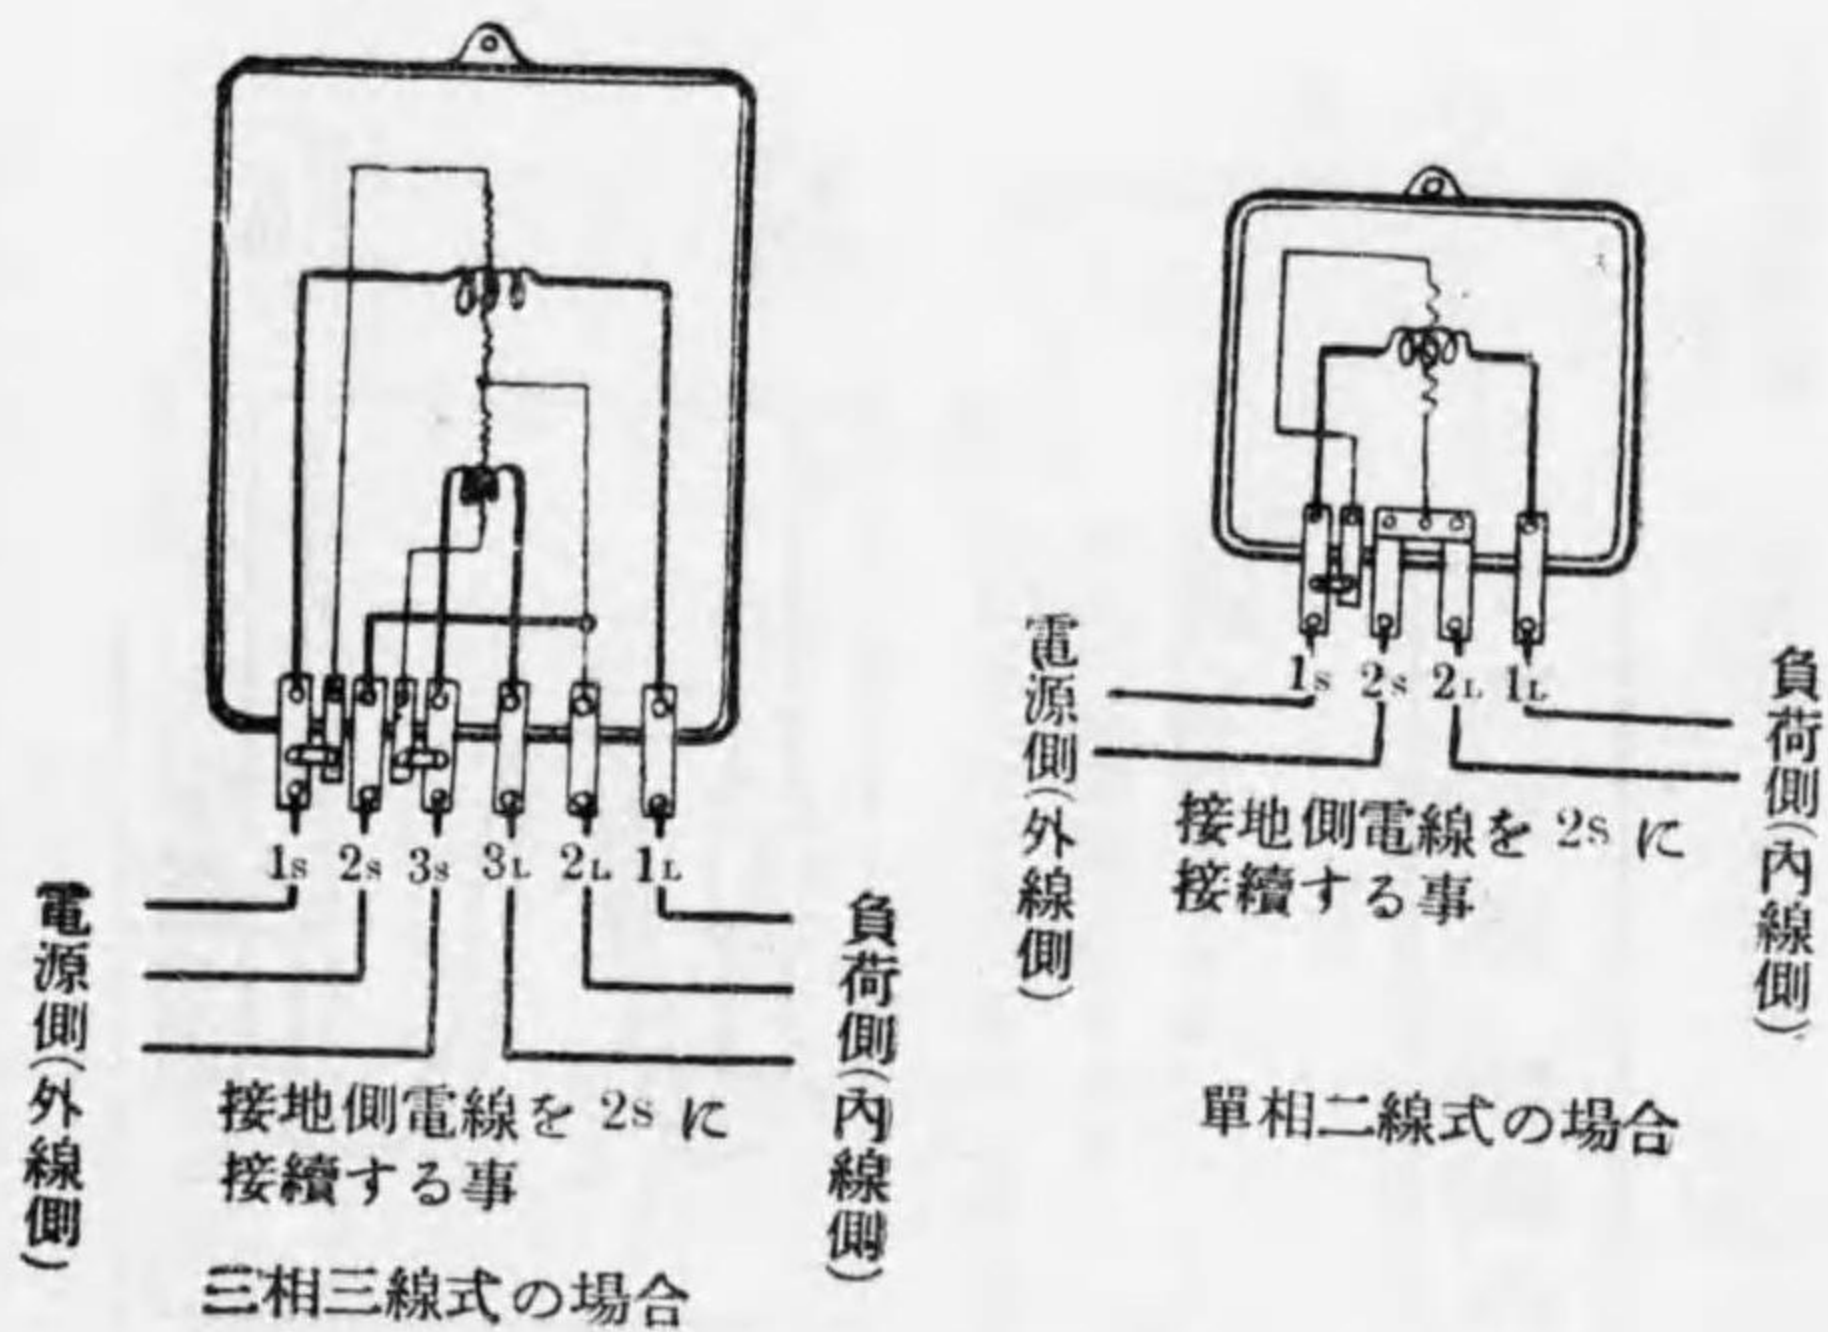 1s 2s 3s 3L 2L 1L
電源側(外線側)
負荷側(內線側)
接地側電線を 2s に
接續する事
三相三線式の場合
1s 2s 2L 1L
電源側(外線側)
負荷側(內線側)
接地側電線を 2s に
接續する事
單相二線式の場合